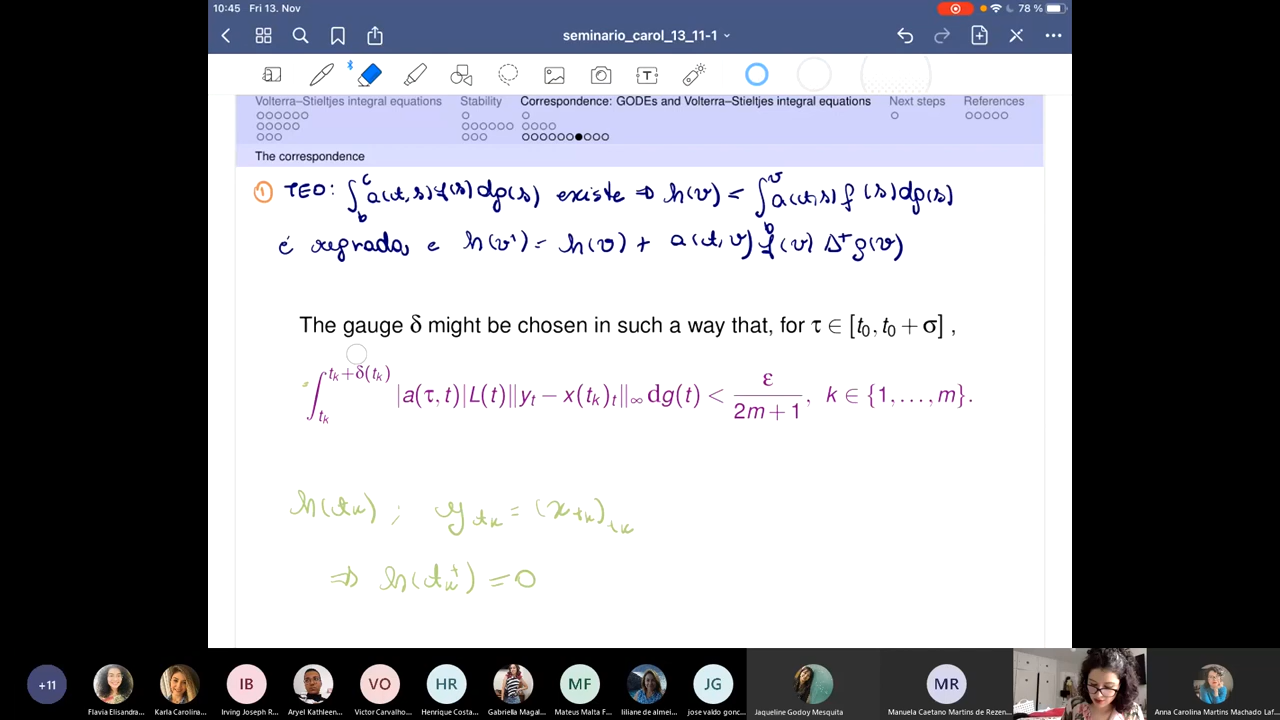 10:45 Fri 13. Nov
78 %
seminario_carol_13_11-1
Volterra–Stieltjes integral equations
Stability
Correspondence: GODEs and Volterra–Stieltjes integral equations
Next steps
References
The correspondence
① TEO: ∫_b^c a(t,s) f(s) dg(s) existe ⇒ h(v) = ∫_b^v a(t,s) f(s) dg(s)
é regrada e h(v⁺) = h(v) + a(t,v) f(v) Δ⁺g(v)
The gauge δ might be chosen in such a way that, for τ ∈ [t₀, t₀ + σ] ,
∫_{t_k}^{t_k+δ(t_k)} |a(τ, t)|L(t)‖y_t − x(t_k)_t‖_∞ dg(t) < ε/(2m + 1), k ∈ {1, . . . , m}.
h(t_k) ; y_{t_k} = (x_{t_k})_{t_k}
⇒ h(t_k⁺) = 0
+11
Flavia Elisandra...
Karla Carolina...
IB
Irving Joseph R...
Aryel Kathleen...
VO
Victor Carvalho...
HR
Henrique Costa...
Gabriella Magal...
MF
Mateus Malta F...
liliane de almei...
JG
jose valdo gonc...
Jaqueline Godoy Mesquita
MR
Manuela Caetano Martins de Rezen...
Anna Carolina Martins Machado Laf...